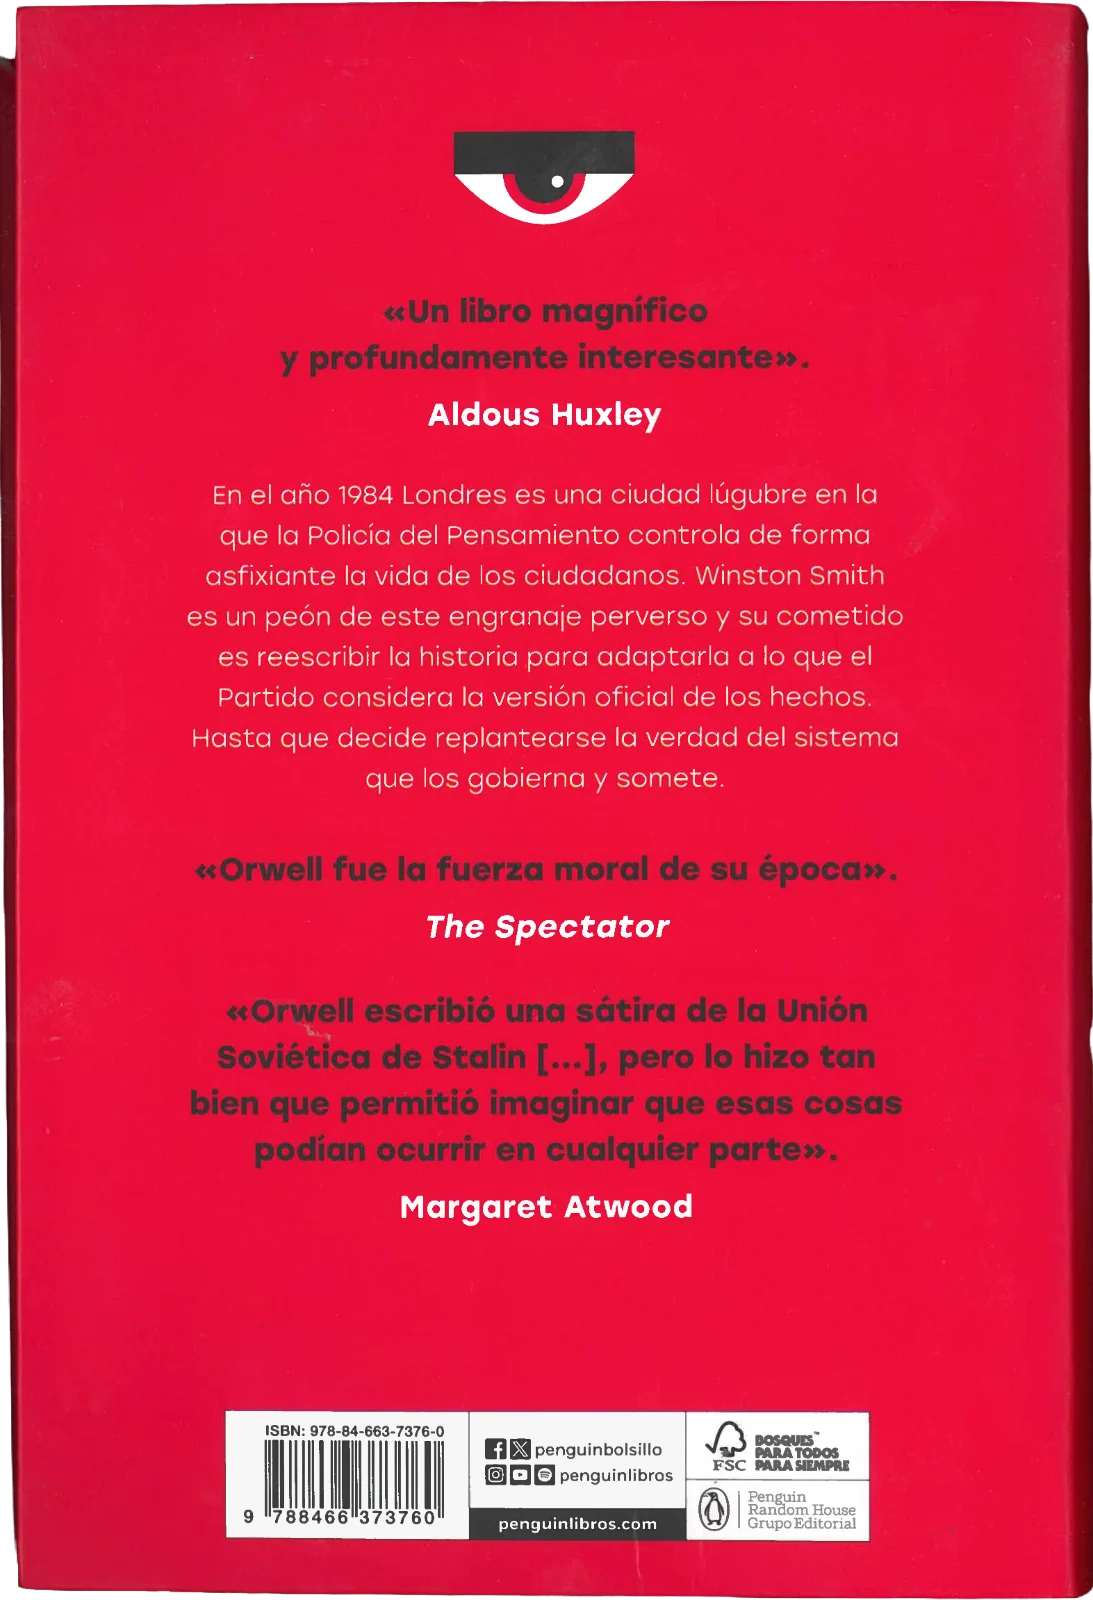 «Un libro magnífico
y profundamente interesante».
Aldous Huxley
En el año 1984 Londres es una ciudad lúgubre en la
que la Policía del Pensamiento controla de forma
asfixiante la vida de los ciudadanos. Winston Smith
es un peón de este engranaje perverso y su cometido
es reescribir la historia para adaptarla a lo que el
Partido considera la versión oficial de los hechos.
Hasta que decide replantearse la verdad del sistema
que los gobierna y somete.
«Orwell fue la fuerza moral de su época».
The Spectator
«Orwell escribió una sátira de la Unión
Soviética de Stalin [...], pero lo hizo tan
bien que permitió imaginar que esas cosas
podían ocurrir en cualquier parte».
Margaret Atwood
ISBN: 978-84-663-7376-0
9 788466 373760
penguinbolsillo
penguinlibros
penguinlibros.com
FSC
BOSQUES™
PARA TODOS
PARA SIEMPRE
Penguin
Random House
Grupo Editorial